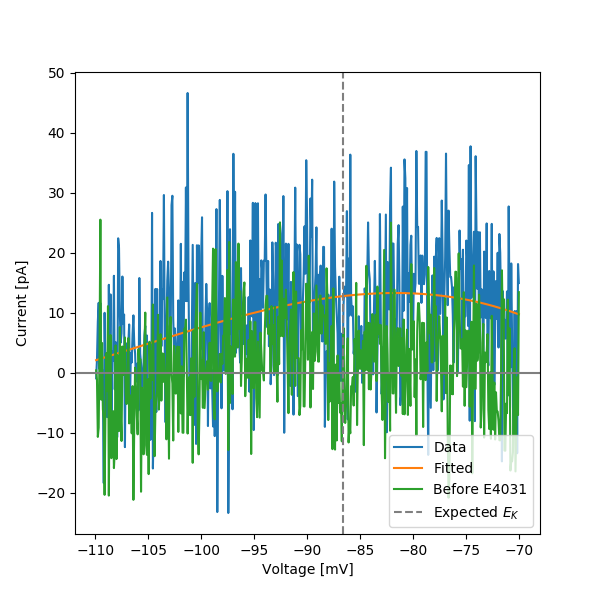 50
40
30
20
10
0
−10
−20
Current [pA]
−110
−105
−100
−95
−90
−85
−80
−75
−70
Voltage [mV]
Data
Fitted
Before E4031
Expected E_K